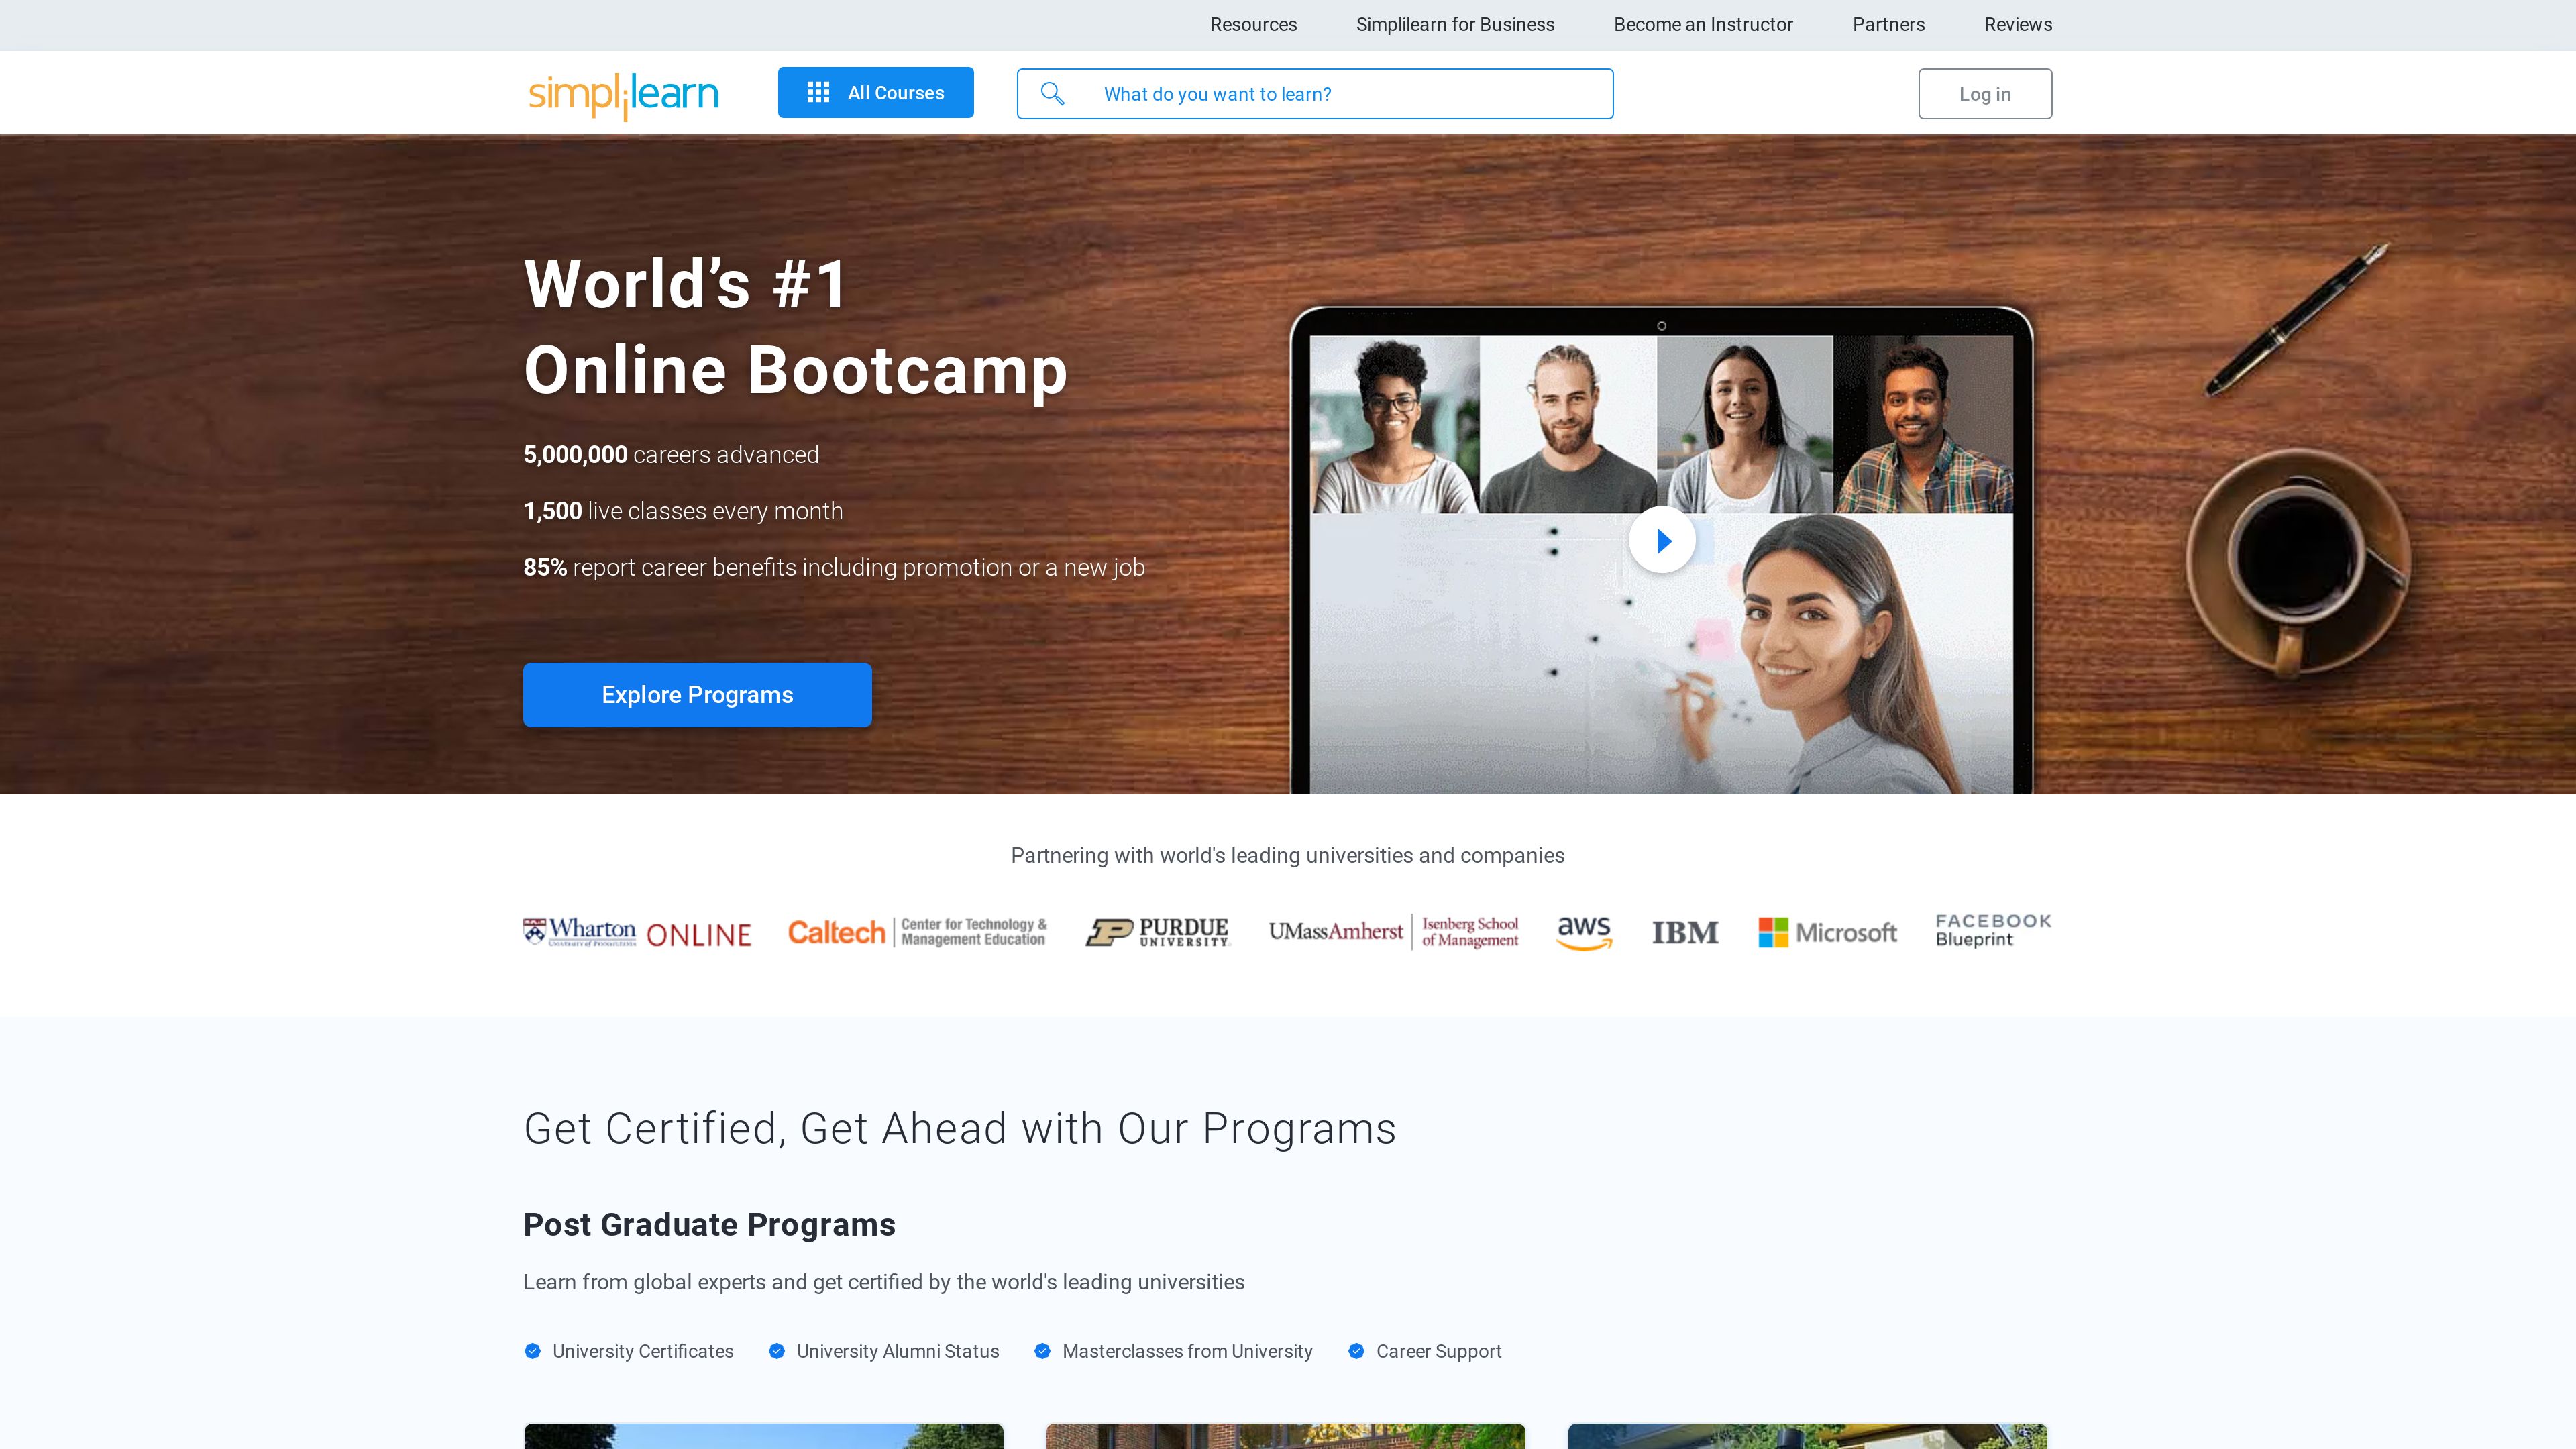 Resources
Simplilearn for Business
Become an Instructor
Partners
Reviews
simplilearn
All Courses
What do you want to learn?
Log in
World’s #1
Online Bootcamp
5,000,000 careers advanced
1,500 live classes every month
85% report career benefits including promotion or a new job
Explore Programs
Partnering with world's leading universities and companies
Wharton ONLINE
UNIVERSITY of PENNSYLVANIA
Caltech
Center for Technology &
Management Education
PURDUE
UNIVERSITY
UMassAmherst
Isenberg School
of Management
aws
IBM
Microsoft
FACEBOOK
Blueprint
Get Certified, Get Ahead with Our Programs
Post Graduate Programs
Learn from global experts and get certified by the world's leading universities
University Certificates
University Alumni Status
Masterclasses from University
Career Support